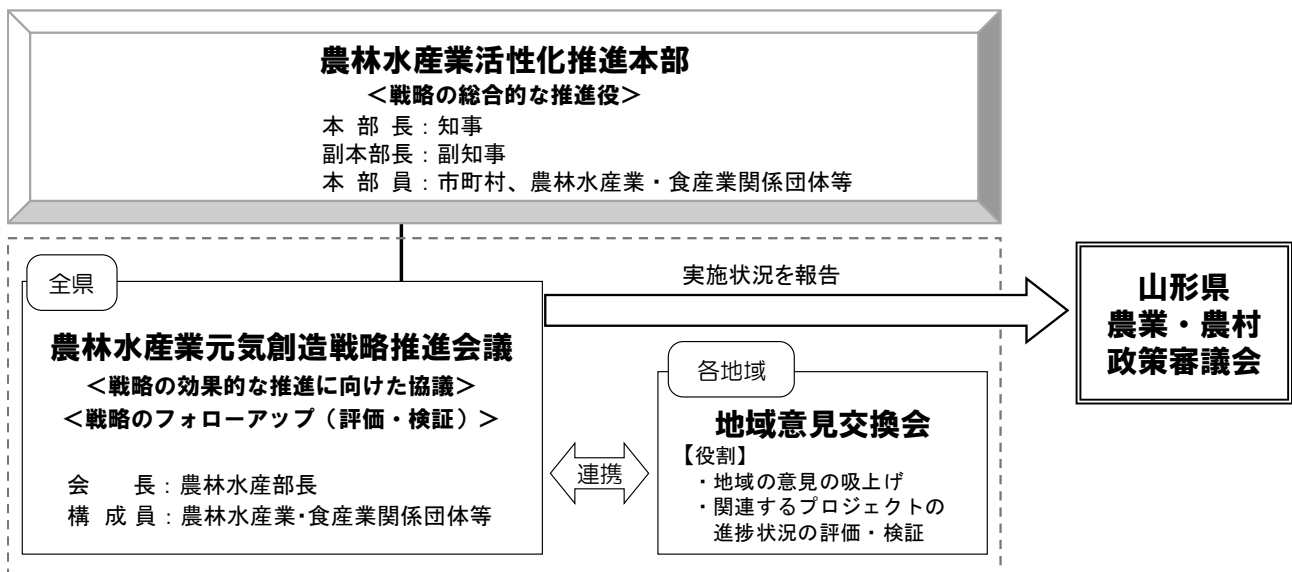 農林水産業活性化推進本部
＜戦略の総合的な推進役＞
本 部 長：知事
副本部長：副知事
本 部 員：市町村、農林水産業・食産業関係団体等
全県
農林水産業元気創造戦略推進会議
＜戦略の効果的な推進に向けた協議＞
＜戦略のフォローアップ（評価・検証）＞
会　　長：農林水産部長
構 成 員：農林水産業・食産業関係団体等
実施状況を報告
連携
各地域
地域意見交換会
【役割】
・地域の意見の吸上げ
・関連するプロジェクトの
進捗状況の評価・検証
山形県
農業・農村
政策審議会